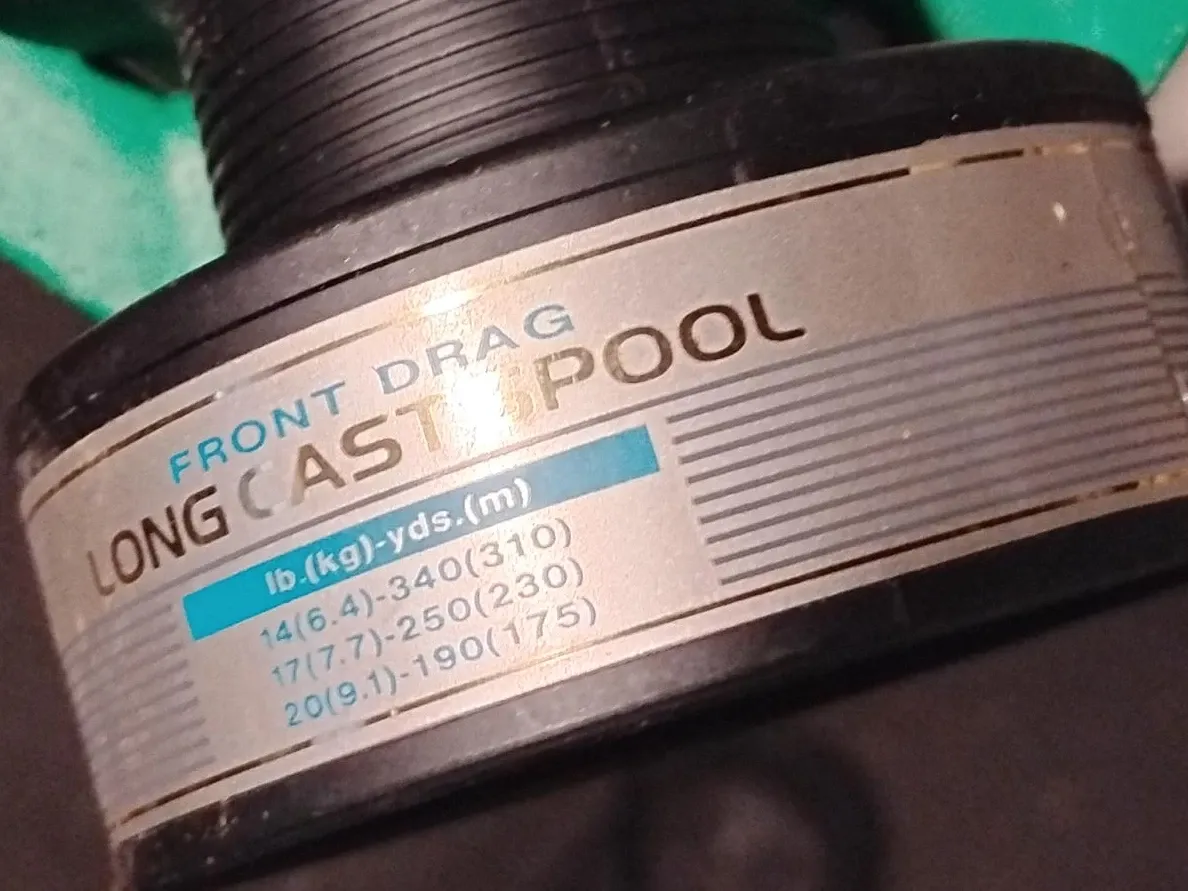 FRONT DRAG
LONG CAST SPOOL
lb.(kg)-yds.(m)
14(6.4)-340(310)
17(7.7)-250(230)
20(9.1)-190(175)